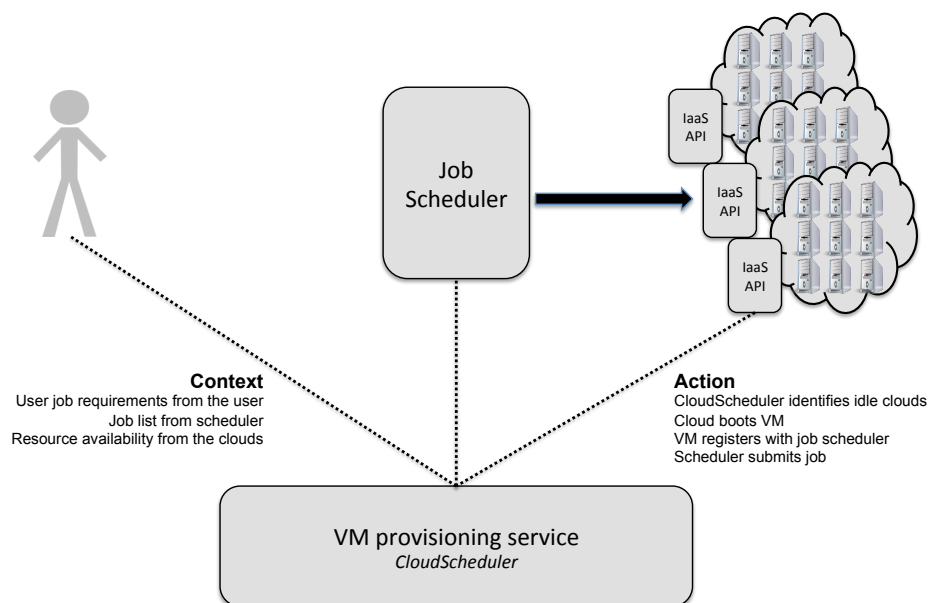 IaaS
API
Job
Scheduler
IaaS
API
IaaS
API
Context
User job requirements from the user
Job list from scheduler
Resource availability from the clouds
Action
CloudScheduler identifies idle clouds
Cloud boots VM
VM registers with job scheduler
Scheduler submits job
VM provisioning service
CloudScheduler